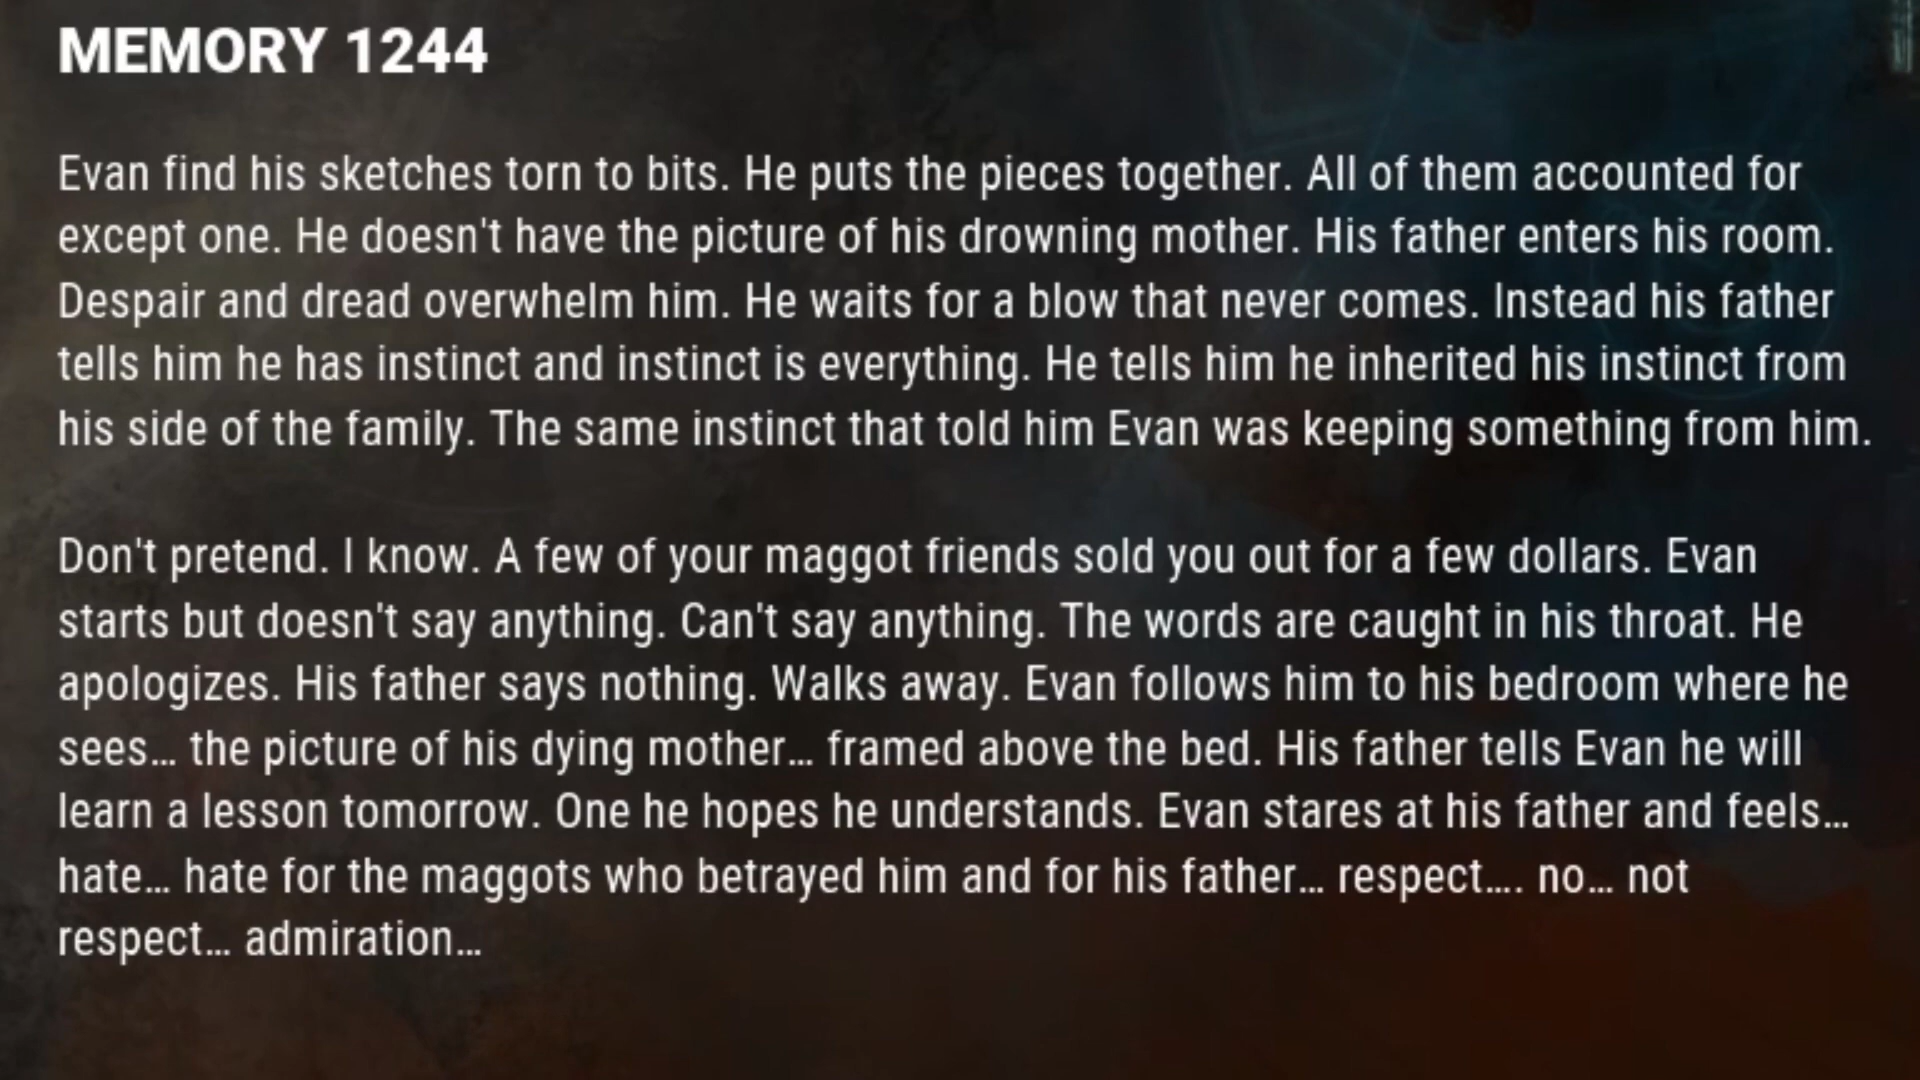 MEMORY 1244
Evan find his sketches torn to bits. He puts the pieces together. All of them accounted for
except one. He doesn't have the picture of his drowning mother. His father enters his room.
Despair and dread overwhelm him. He waits for a blow that never comes. Instead his father
tells him he has instinct and instinct is everything. He tells him he inherited his instinct from
his side of the family. The same instinct that told him Evan was keeping something from him.
Don't pretend. I know. A few of your maggot friends sold you out for a few dollars. Evan
starts but doesn't say anything. Can't say anything. The words are caught in his throat. He
apologizes. His father says nothing. Walks away. Evan follows him to his bedroom where he
sees… the picture of his dying mother… framed above the bed. His father tells Evan he will
learn a lesson tomorrow. One he hopes he understands. Evan stares at his father and feels…
hate… hate for the maggots who betrayed him and for his father… respect…. no… not
respect… admiration…